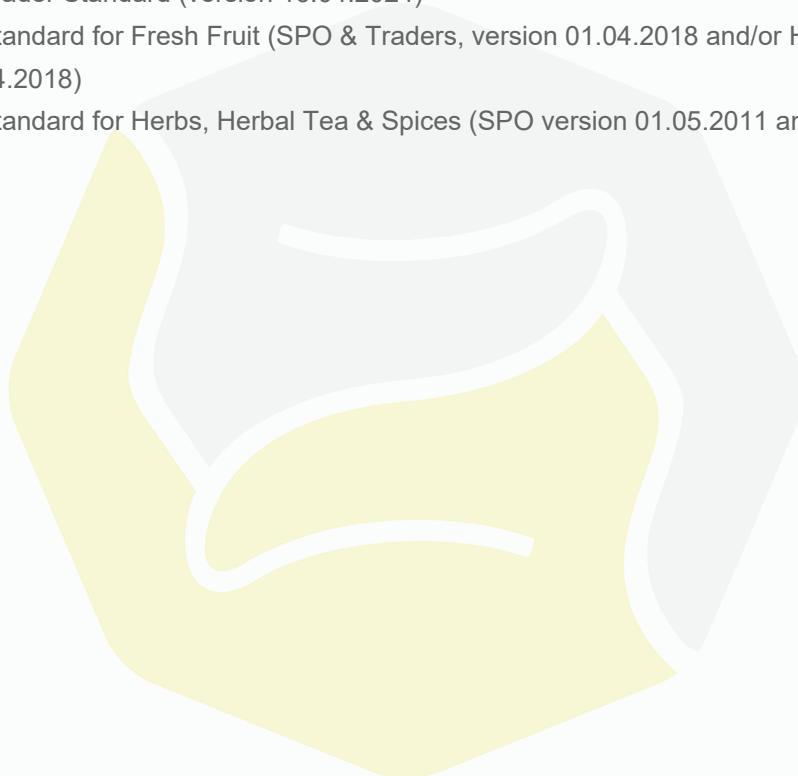 Standard (version
tandard for Fresh Fruit (SPO & Traders, version 01.04.2018 and/or H
4.2018)
tandard for Herbs, Herbal Tea & Spices (SPO version 01.05.2011 an